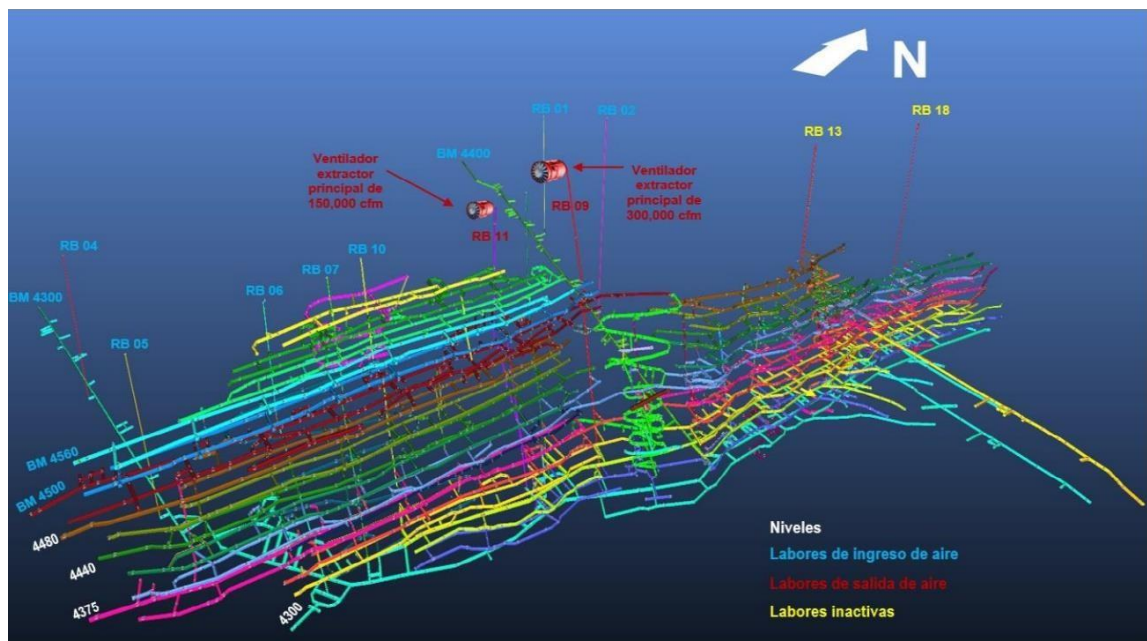 N
RB 01
RB 02
RB 13
RB 18
Ventilador
extractor
principal de
150,000 cfm
BM 4400
Ventilador
extractor
principal de
300,000 cfm
RB 09
RB 11
RB 04
RB 10
RB 07
RB 06
BM 4300
RB 05
BM 4560
BM 4500
4480
4440
4375
4300
Niveles
Labores de ingreso de aire
Labores de salida de aire
Labores inactivas